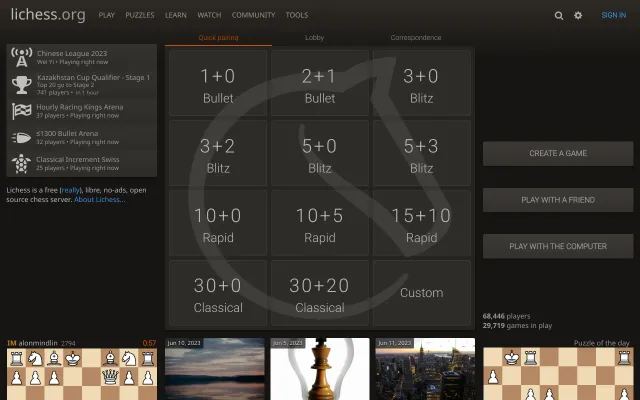 lichess.org
PLAY PUZZLES LEARN WATCH COMMUNITY TOOLS
SIGN IN
Chinese League 2023
Wei Yi • Playing right now
Kazakhstan Cup Qualifier - Stage 1
Top 20 go to Stage 2
741 players • in 1 hour
Hourly Racing Kings Arena
37 players • Playing right now
≤1300 Bullet Arena
32 players • Playing right now
Classical Increment Swiss
25 players • Playing right now
Lichess is a free (really), libre, no-ads, open
source chess server. About Lichess...
Quick pairing Lobby Correspondence
1+0
Bullet
2+1
Bullet
3+0
Blitz
3+2
Blitz
5+0
Blitz
5+3
Blitz
10+0
Rapid
10+5
Rapid
15+10
Rapid
30+0
Classical
30+20
Classical
Custom
CREATE A GAME
PLAY WITH A FRIEND
PLAY WITH THE COMPUTER
68,446 players
29,719 games in play
IM alonmindlin 2794 0:57
Jun 10, 2023
Jun 5, 2023
Jun 11, 2023
Puzzle of the day